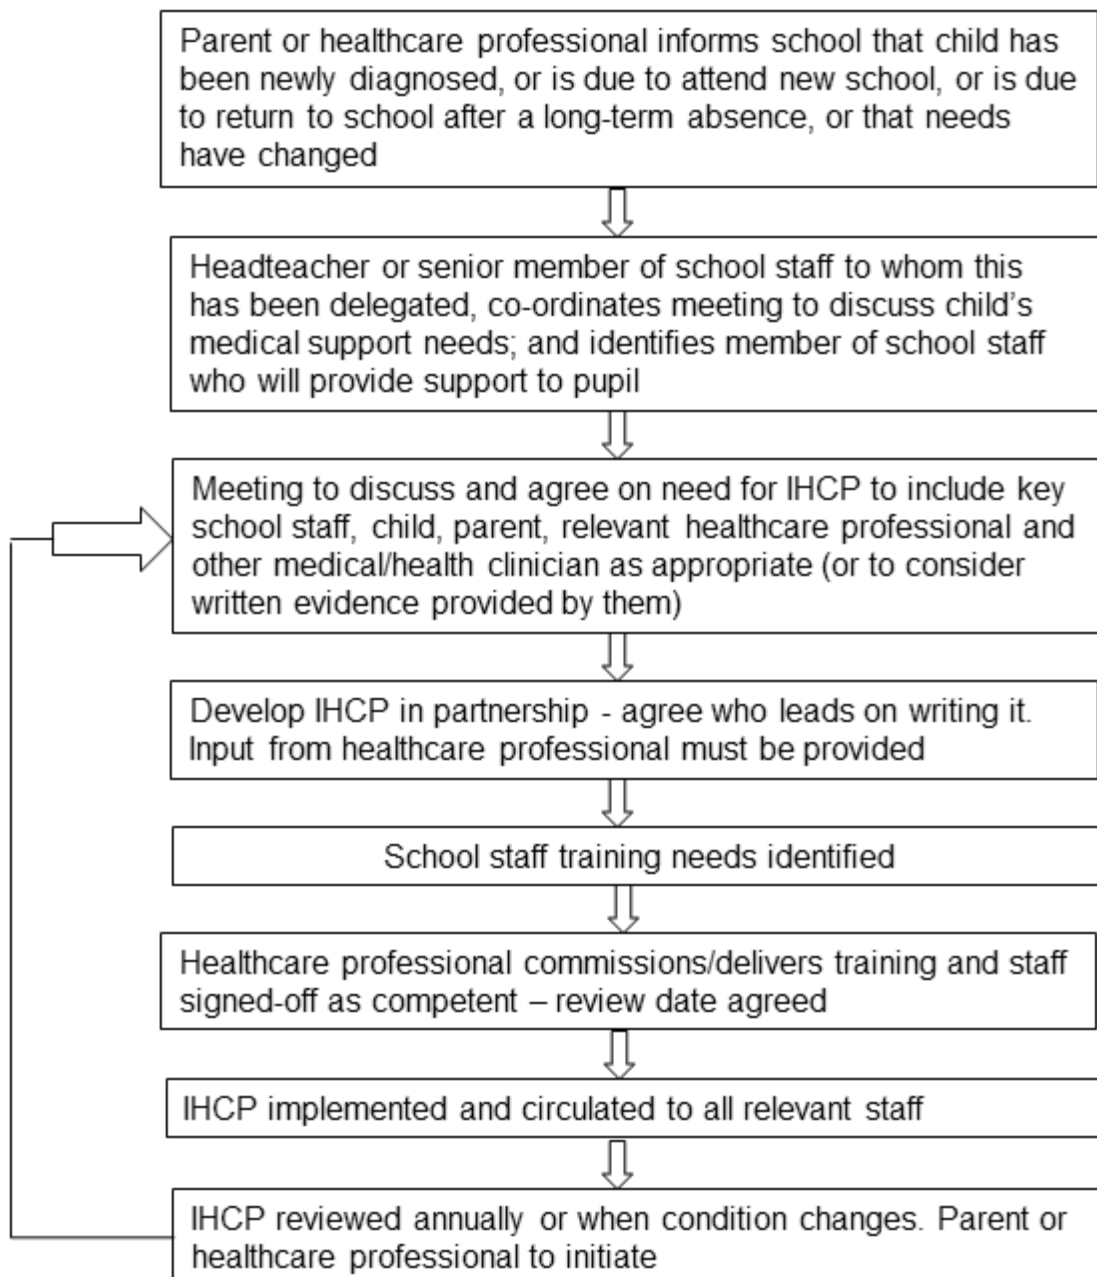 Parent or healthcare professional informs school that child has
been newly diagnosed, or is due to attend new school, or is due
to return to school after a long-term absence, or that needs
have changed
Headteacher or senior member of school staff to whom this
has been delegated, co-ordinates meeting to discuss child's
medical support needs; and identifies member of school staff
who will provide support to pupil
Meeting to discuss and agree on need for IHCP to include key
school staff, child, parent, relevant healthcare professional and
other medical/health clinician as appropriate (or to consider
written evidence provided by them)
Develop IHCP in partnership - agree who leads on writing it.
Input from healthcare professional must be provided
School staff training needs identified
Healthcare professional commissions/delivers training and staff
signed-off as competent – review date agreed
IHCP implemented and circulated to all relevant staff
IHCP reviewed annually or when condition changes. Parent or
healthcare professional to initiate